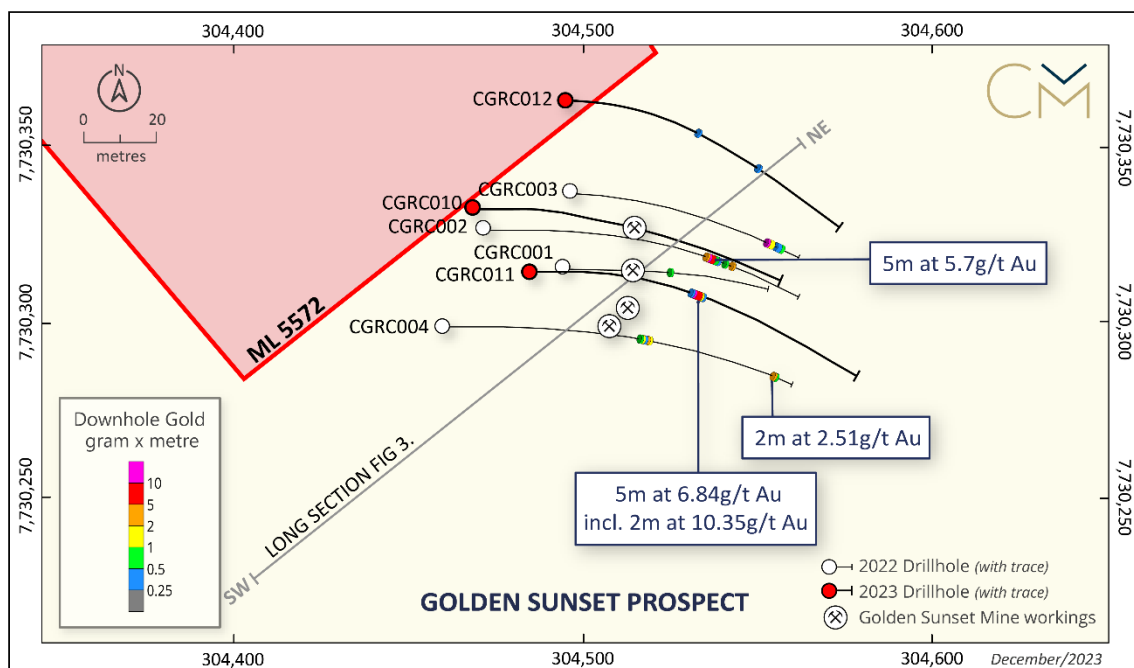 304,400 304,500 304,600
N
0 20
metres
CMM
CGRC012
NE
7,730,350 7,730,350
CGRC003
CGRC010
CGRC002
CGRC001
CGRC011
5m at 5.7g/t Au
ML 5572
CGRC004
7,730,300 7,730,300
Downhole Gold
gram x metre
10
5
2
1
0.5
0.25
2m at 2.51g/t Au
5m at 6.84g/t Au
incl. 2m at 10.35g/t Au
7,730,250 7,730,250
LONG SECTION FIG 3.
SW
GOLDEN SUNSET PROSPECT
2022 Drillhole (with trace)
2023 Drillhole (with trace)
Golden Sunset Mine workings
304,400 304,500 304,600
December/2023